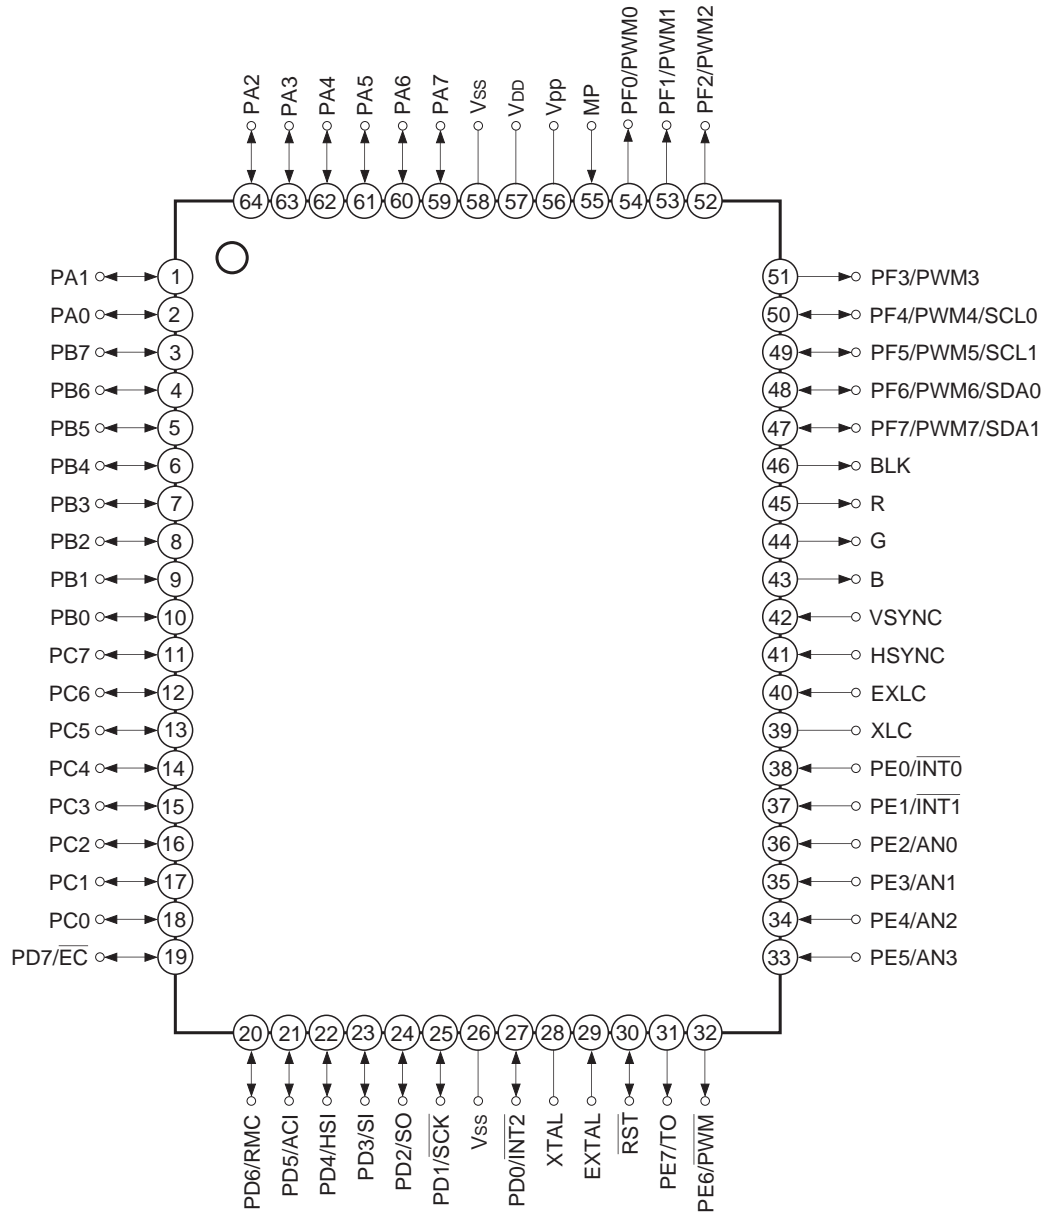 PA2
PA3
PA4
PA5
PA6
PA7
Vss
VDD
Vpp
MP
PF0/PWM0
PF1/PWM1
PF2/PWM2
64
63
62
61
60
59
58
57
56
55
54
53
52
PA1 1
PA0 2
PB7 3
PB6 4
PB5 5
PB4 6
PB3 7
PB2 8
PB1 9
PB0 10
PC7 11
PC6 12
PC5 13
PC4 14
PC3 15
PC2 16
PC1 17
PC0 18
PD7/E̅C̅ 19
51 PF3/PWM3
50 PF4/PWM4/SCL0
49 PF5/PWM5/SCL1
48 PF6/PWM6/SDA0
47 PF7/PWM7/SDA1
46 BLK
45 R
44 G
43 B
42 VSYNC
41 HSYNC
40 EXLC
39 XLC
38 PE0/I̅N̅T̅0̅
37 PE1/I̅N̅T̅1̅
36 PE2/AN0
35 PE3/AN1
34 PE4/AN2
33 PE5/AN3
20
21
22
23
24
25
26
27
28
29
30
31
32
PD6/RMC
PD5/ACI
PD4/HSI
PD3/SI
PD2/SO
PD1/S̅C̅K̅
Vss
PD0/I̅N̅T̅2̅
XTAL
EXTAL
R̅S̅T̅
PE7/TO
PE6/P̅W̅M̅